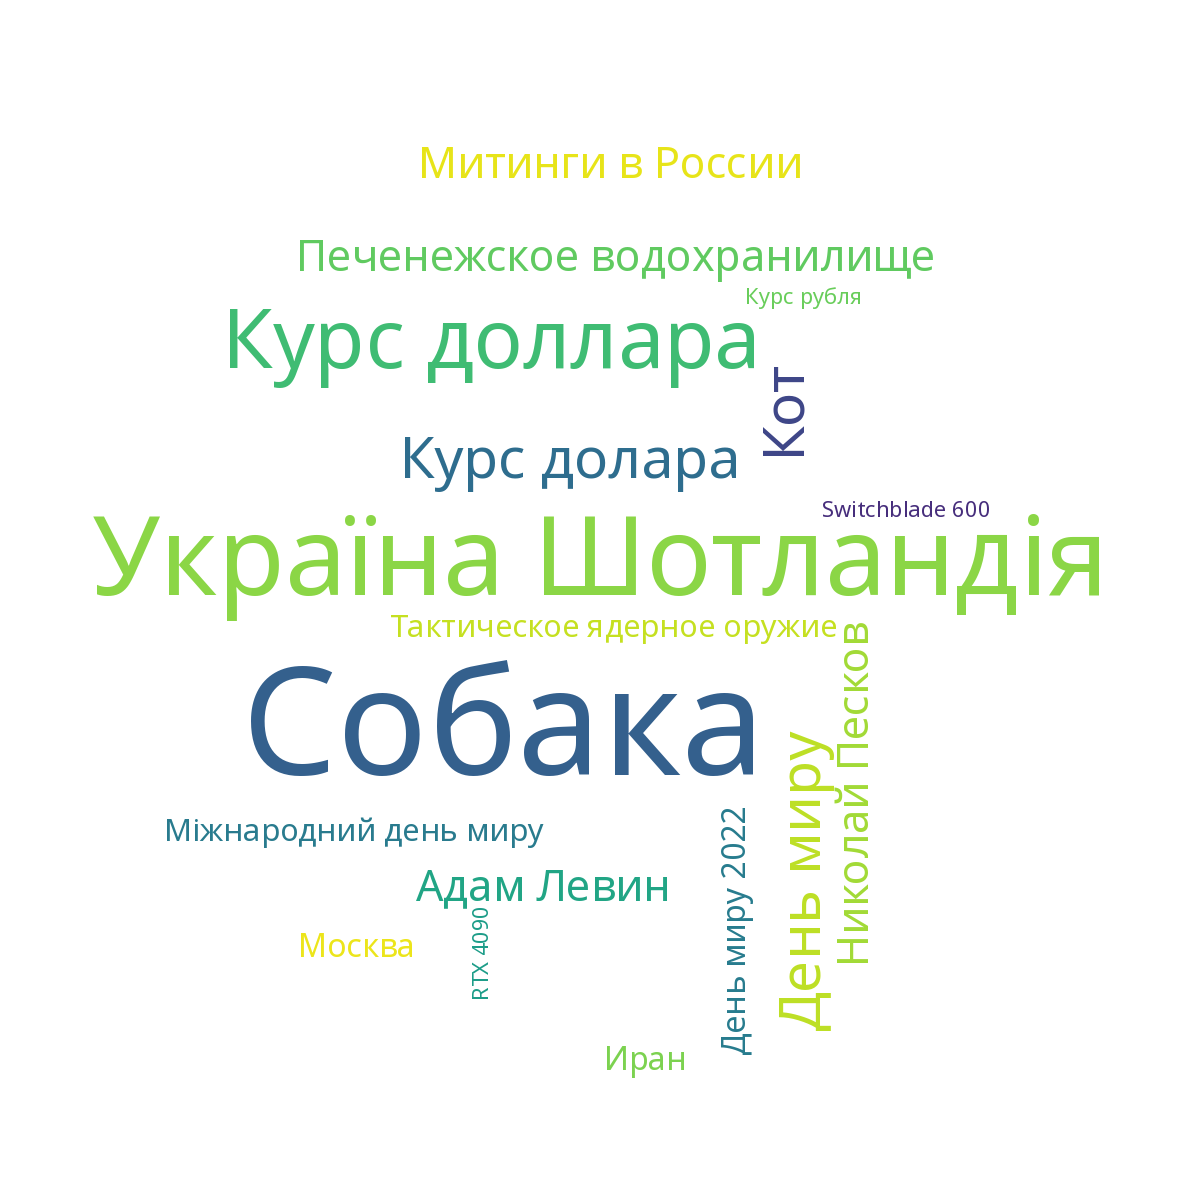 Митинги в России
Печенежское водохранилище
Курс рубля
Курс доллара
Кот
Курс долара
Switchblade 600
Україна Шотландія
Тактическое ядерное оружие
Николай Песков
Собака
День миру
День миру 2022
Міжнародний день миру
Адам Левин
RTX 4090
Москва
Иран